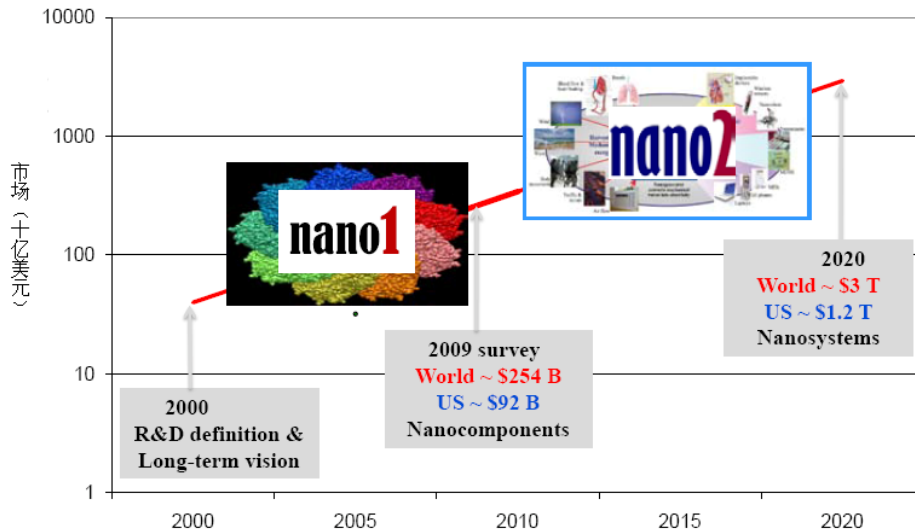 10000
1000
100
10
1
市场（十亿美元）
nano1
nano2
2000
R&D definition &
Long-term vision
2009 survey
World ~ $254 B
US ~ $92 B
Nanocomponents
2020
World ~ $3 T
US ~ $1.2 T
Nanosystems
2000
2005
2010
2015
2020